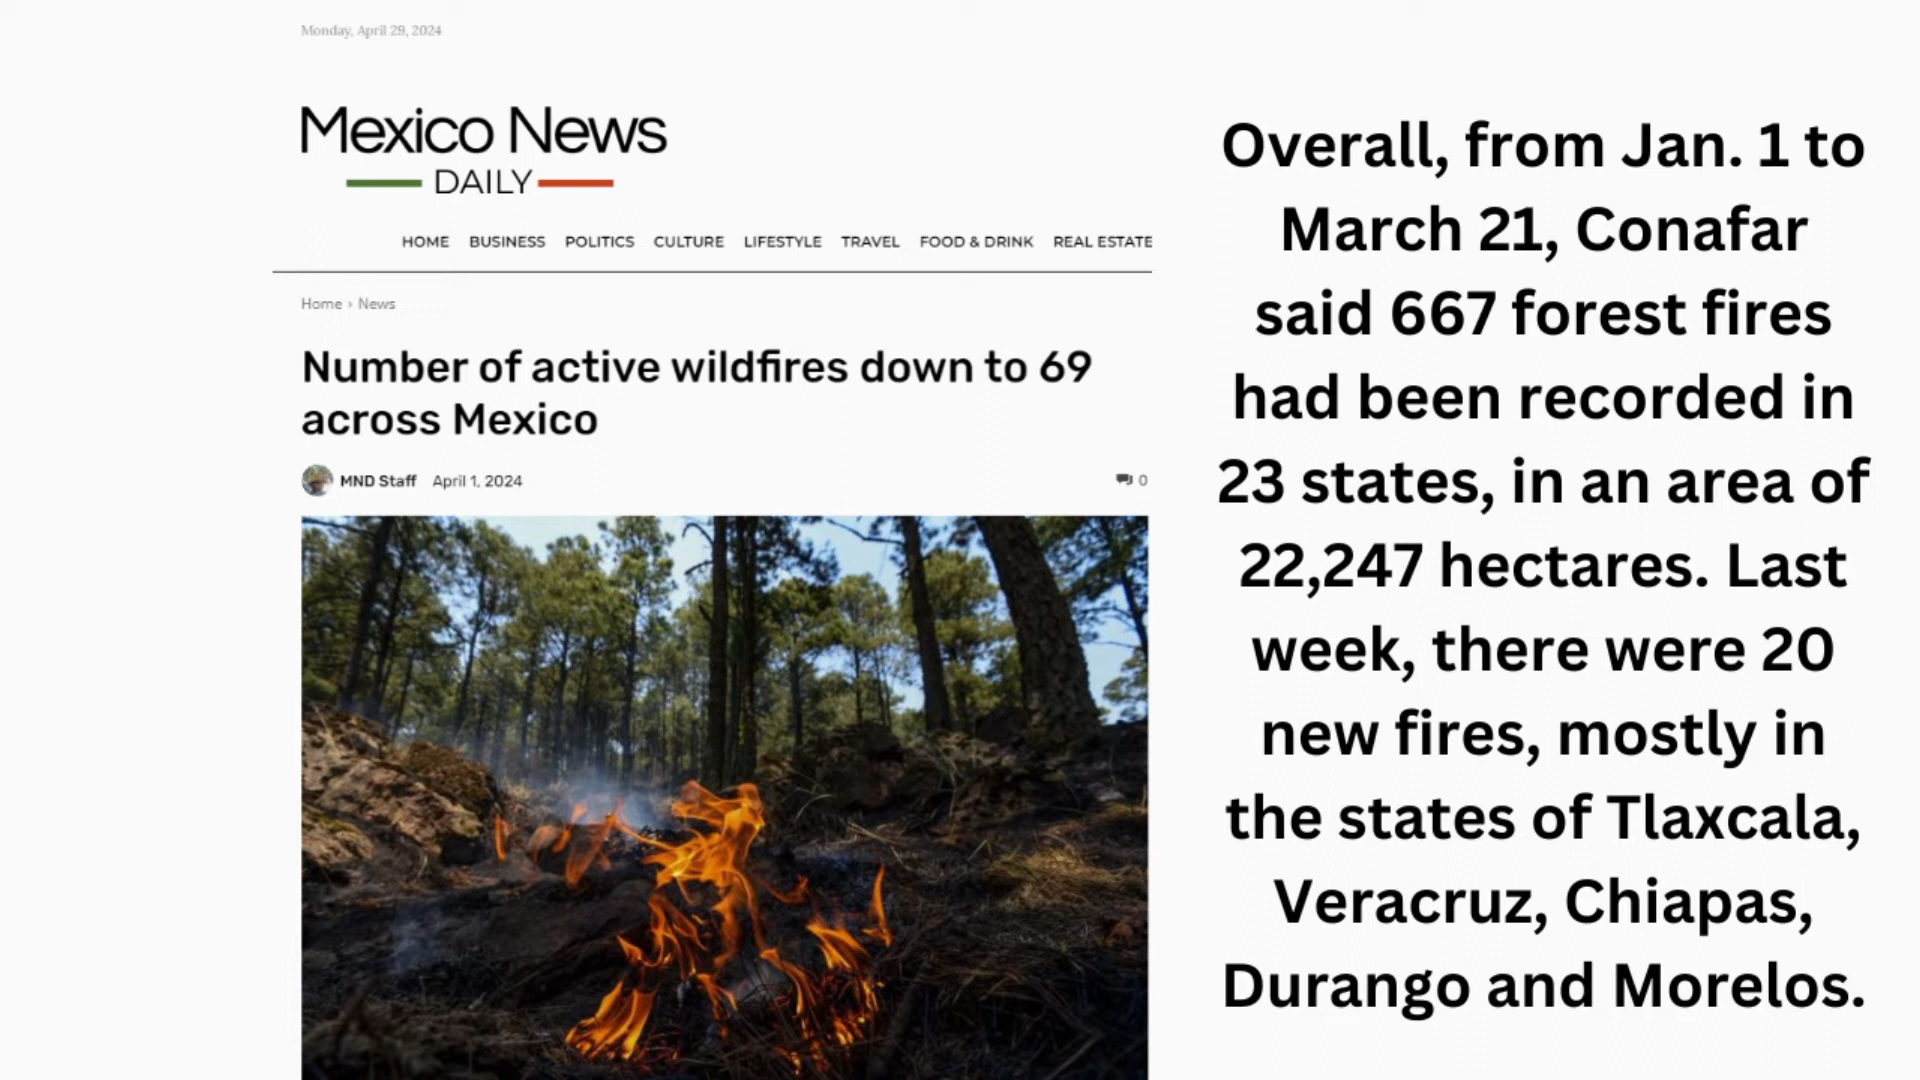 Monday, April 29, 2024
Mexico News
DAILY
HOME BUSINESS POLITICS CULTURE LIFESTYLE TRAVEL FOOD & DRINK REAL ESTATE
Home › News
Number of active wildfires down to 69
across Mexico
MND Staff April 1, 2024 0
Overall, from Jan. 1 to
March 21, Conafar
said 667 forest fires
had been recorded in
23 states, in an area of
22,247 hectares. Last
week, there were 20
new fires, mostly in
the states of Tlaxcala,
Veracruz, Chiapas,
Durango and Morelos.